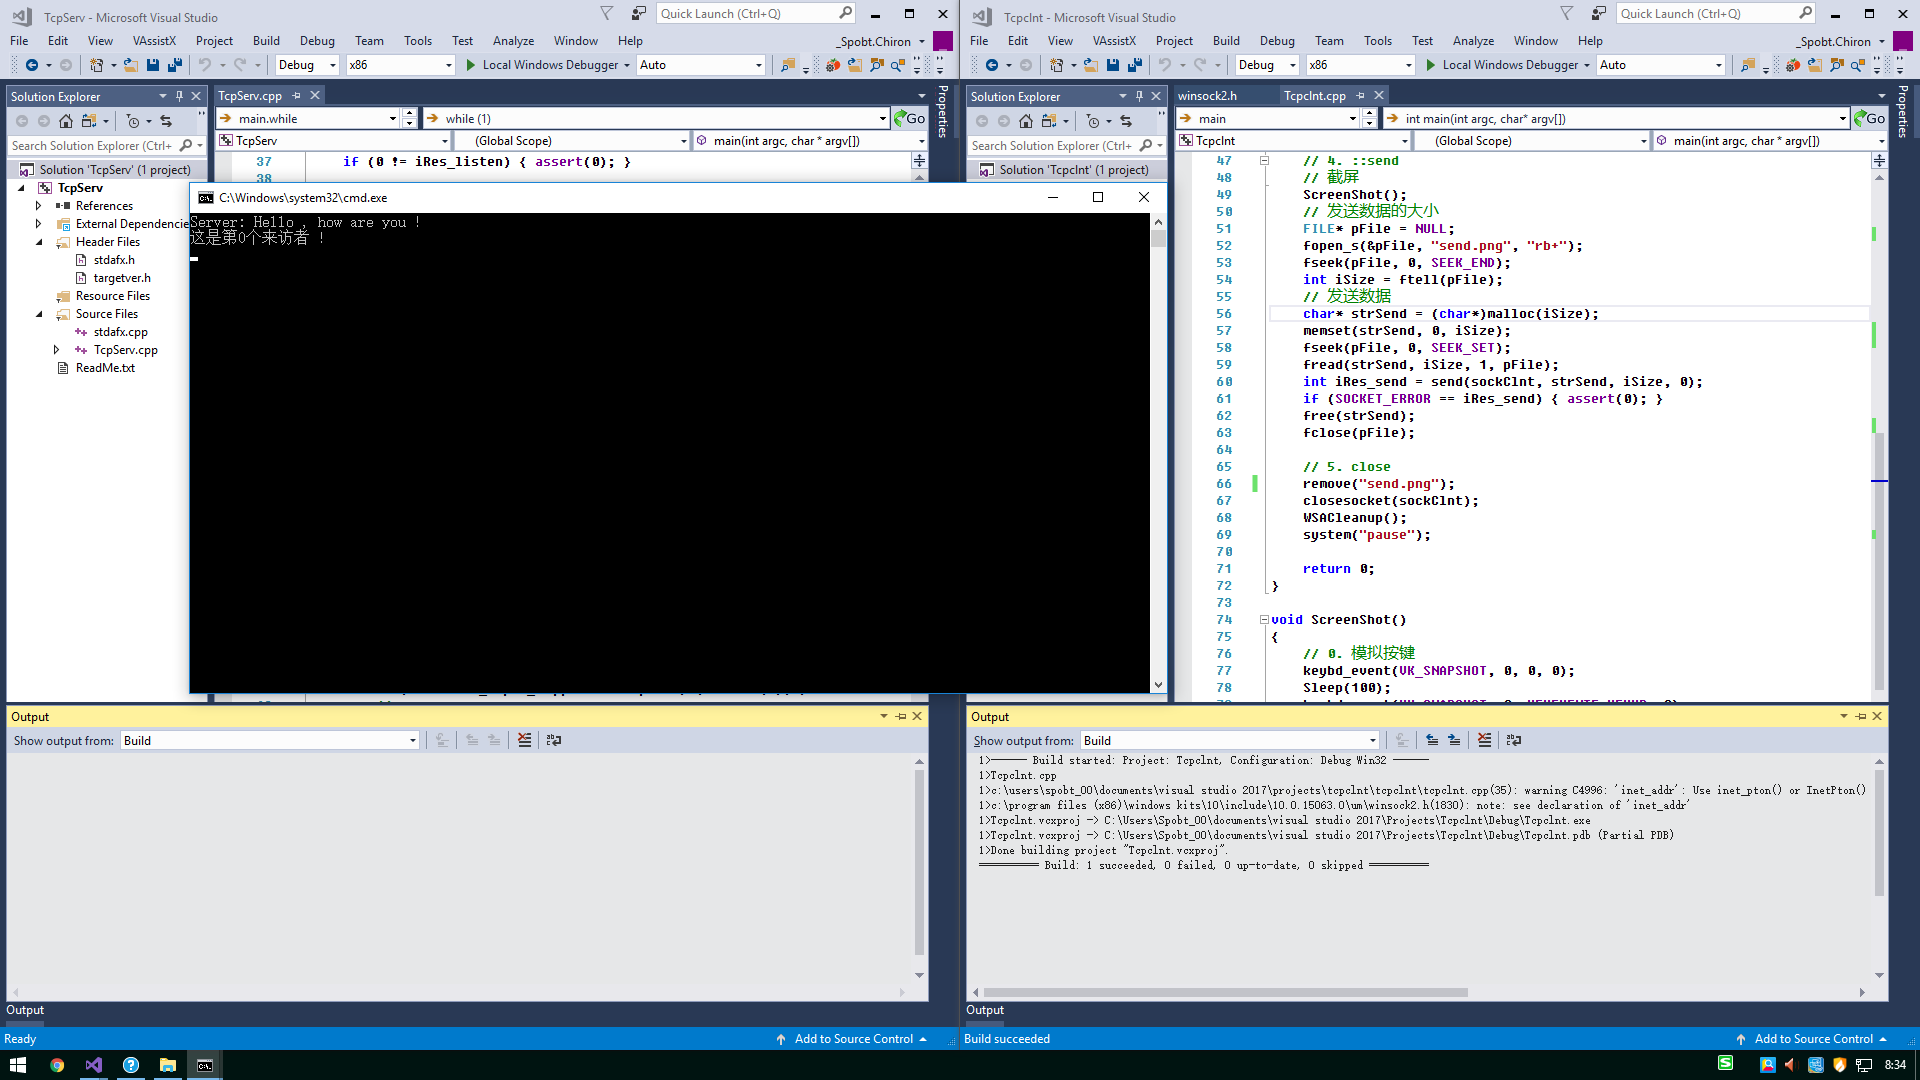 TcpServ - Microsoft Visual Studio
Quick Launch (Ctrl+Q)
File Edit View VAssistX Project Build Debug Team Tools Test Analyze Window Help
_Spobt.Chiron
Debug x86 Local Windows Debugger Auto
Solution Explorer
Search Solution Explorer (Ctrl+
Solution 'TcpServ' (1 project)
TcpServ
References
External Dependencie
Header Files
stdafx.h
targetver.h
Resource Files
Source Files
stdafx.cpp
TcpServ.cpp
ReadMe.txt
TcpServ.cpp
main.while while (1) Go
TcpServ (Global Scope) main(int argc, char * argv[])
37 if (0 != iRes_listen) { assert(0); }
38
Properties
C:\Windows\system32\cmd.exe
Server: Hello , how are you !
这是第0个来访者 !
Output
Show output from: Build
Output
Ready Add to Source Control
TcpcInt - Microsoft Visual Studio
Quick Launch (Ctrl+Q)
File Edit View VAssistX Project Build Debug Team Tools Test Analyze Window Help
_Spobt.Chiron
Debug x86 Local Windows Debugger Auto
Solution Explorer
Search Solution Explorer (Ctrl+
Solution 'TcpcInt' (1 project)
winsock2.h TcpcInt.cpp
main int main(int argc, char* argv[]) Go
TcpcInt (Global Scope) main(int argc, char * argv[])
Properties
47 // 4. ::send
48 // 截屏
49 ScreenShot();
50 // 发送数据的大小
51 FILE* pFile = NULL;
52 fopen_s(&pFile, "send.png", "rb+");
53 fseek(pFile, 0, SEEK_END);
54 int iSize = ftell(pFile);
55 // 发送数据
56 char* strSend = (char*)malloc(iSize);
57 memset(strSend, 0, iSize);
58 fseek(pFile, 0, SEEK_SET);
59 fread(strSend, iSize, 1, pFile);
60 int iRes_send = send(sockClnt, strSend, iSize, 0);
61 if (SOCKET_ERROR == iRes_send) { assert(0); }
62 free(strSend);
63 fclose(pFile);
64
65 // 5. close
66 remove("send.png");
67 closesocket(sockClnt);
68 WSACleanup();
69 system("pause");
70
71 return 0;
72 }
73
74 void ScreenShot()
75 {
76 // 0. 模拟按键
77 keybd_event(VK_SNAPSHOT, 0, 0, 0);
78 Sleep(100);
Output
Show output from: Build
1>------ Build started: Project: Tcpclnt, Configuration: Debug Win32 ------
1>Tcpclnt.cpp
1>c:\users\spobt_00\documents\visual studio 2017\projects\tcpclnt\tcpclnt\tcpclnt.cpp(35): warning C4996: 'inet_addr': Use inet_pton() or InetPton()
1>c:\program files (x86)\windows kits\10\include\10.0.15063.0\um\winsock2.h(1830): note: see declaration of 'inet_addr'
1>Tcpclnt.vcxproj -> C:\Users\Spobt_00\documents\visual studio 2017\Projects\Tcpclnt\Debug\Tcpclnt.exe
1>Tcpclnt.vcxproj -> C:\Users\Spobt_00\documents\visual studio 2017\Projects\Tcpclnt\Debug\Tcpclnt.pdb (Partial PDB)
1>Done building project "Tcpclnt.vcxproj".
========== Build: 1 succeeded, 0 failed, 0 up-to-date, 0 skipped ==========
Output
Build succeeded Add to Source Control
8:34